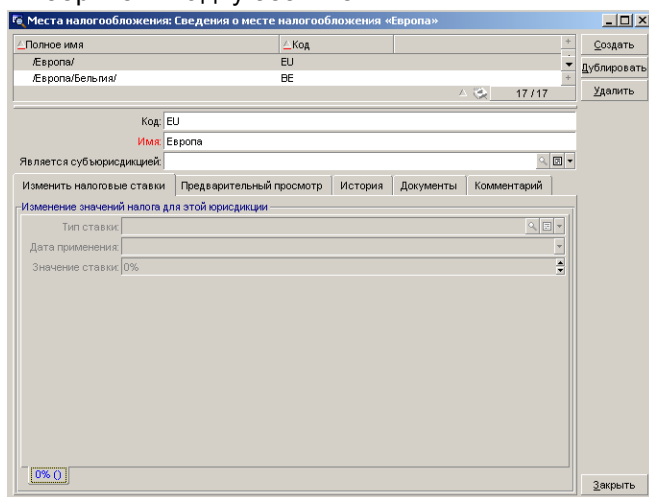 Места налогообложения: Сведения о месте налогообложения «Европа»
Полное имя Код
/Европа/ EU
/Европа/Бельгия/ BE
17 / 17
Создать
Дублировать
Удалить
Код: EU
Имя: Европа
Является субъюрисдикцией:
Изменить налоговые ставки Предварительный просмотр История Документы Комментарий
Изменение значений налога для этой юрисдикции
Тип ставки:
Дата применения:
Значение ставки: 0%
0% ()
Закрыть